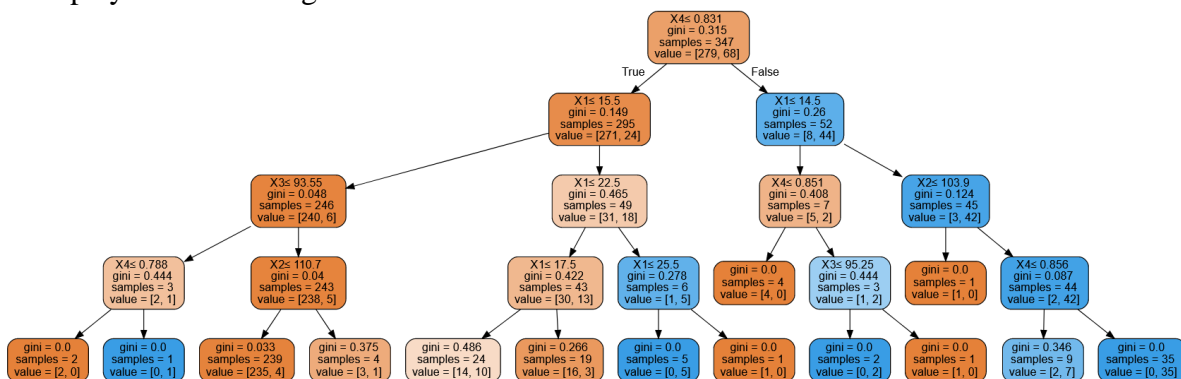 X4≤ 0.831
gini = 0.315
samples = 347
value = [279, 68]
True
False
X1≤ 15.5
gini = 0.149
samples = 295
value = [271, 24]
X1≤ 14.5
gini = 0.26
samples = 52
value = [8, 44]
X3≤ 93.55
gini = 0.048
samples = 246
value = [240, 6]
X1≤ 22.5
gini = 0.465
samples = 49
value = [31, 18]
X4≤ 0.851
gini = 0.408
samples = 7
value = [5, 2]
X2≤ 103.9
gini = 0.124
samples = 45
value = [3, 42]
X4≤ 0.788
gini = 0.444
samples = 3
value = [2, 1]
X2≤ 110.7
gini = 0.04
samples = 243
value = [238, 5]
X1≤ 17.5
gini = 0.422
samples = 43
value = [30, 13]
X1≤ 25.5
gini = 0.278
samples = 6
value = [1, 5]
gini = 0.0
samples = 4
value = [4, 0]
X3≤ 95.25
gini = 0.444
samples = 3
value = [1, 2]
gini = 0.0
samples = 1
value = [1, 0]
X4≤ 0.856
gini = 0.087
samples = 44
value = [2, 42]
gini = 0.0
samples = 2
value = [2, 0]
gini = 0.0
samples = 1
value = [0, 1]
gini = 0.033
samples = 239
value = [235, 4]
gini = 0.375
samples = 4
value = [3, 1]
gini = 0.486
samples = 24
value = [14, 10]
gini = 0.266
samples = 19
value = [16, 3]
gini = 0.0
samples = 5
value = [0, 5]
gini = 0.0
samples = 1
value = [1, 0]
gini = 0.0
samples = 2
value = [0, 2]
gini = 0.0
samples = 1
value = [1, 0]
gini = 0.346
samples = 9
value = [2, 7]
gini = 0.0
samples = 35
value = [0, 35]